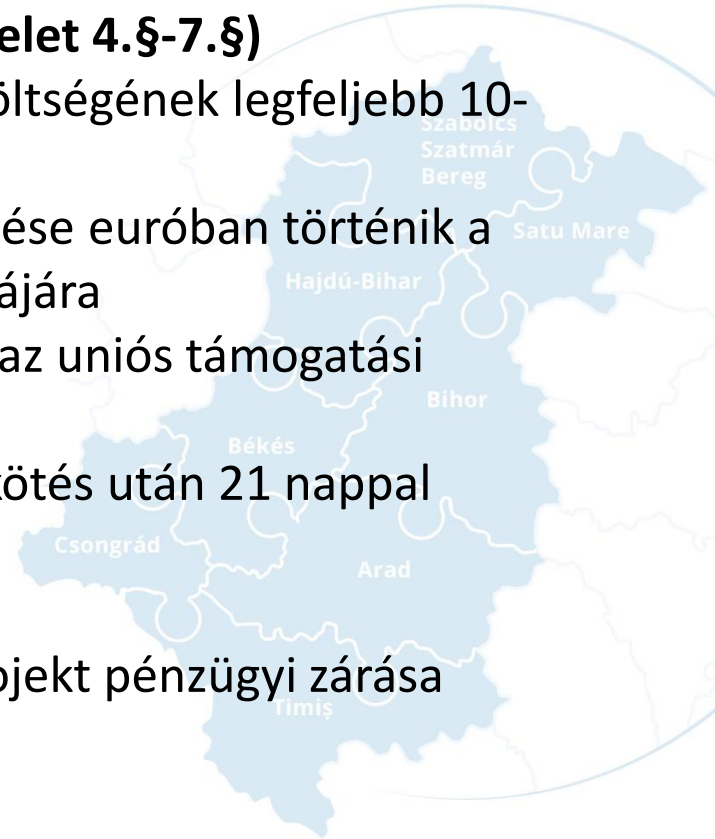 elet 4.§-7.§)
öltségének legfeljebb 10-
Szabolcs
Szatmár
Bereg
ése euróban történik a
Satu Mare
Hajdú-Bihar
ájára
az uniós támogatási
Bihor
Békés
kötés után 21 nappal
Csongrád
Arad
ojekt pénzügyi zárása
Timiș